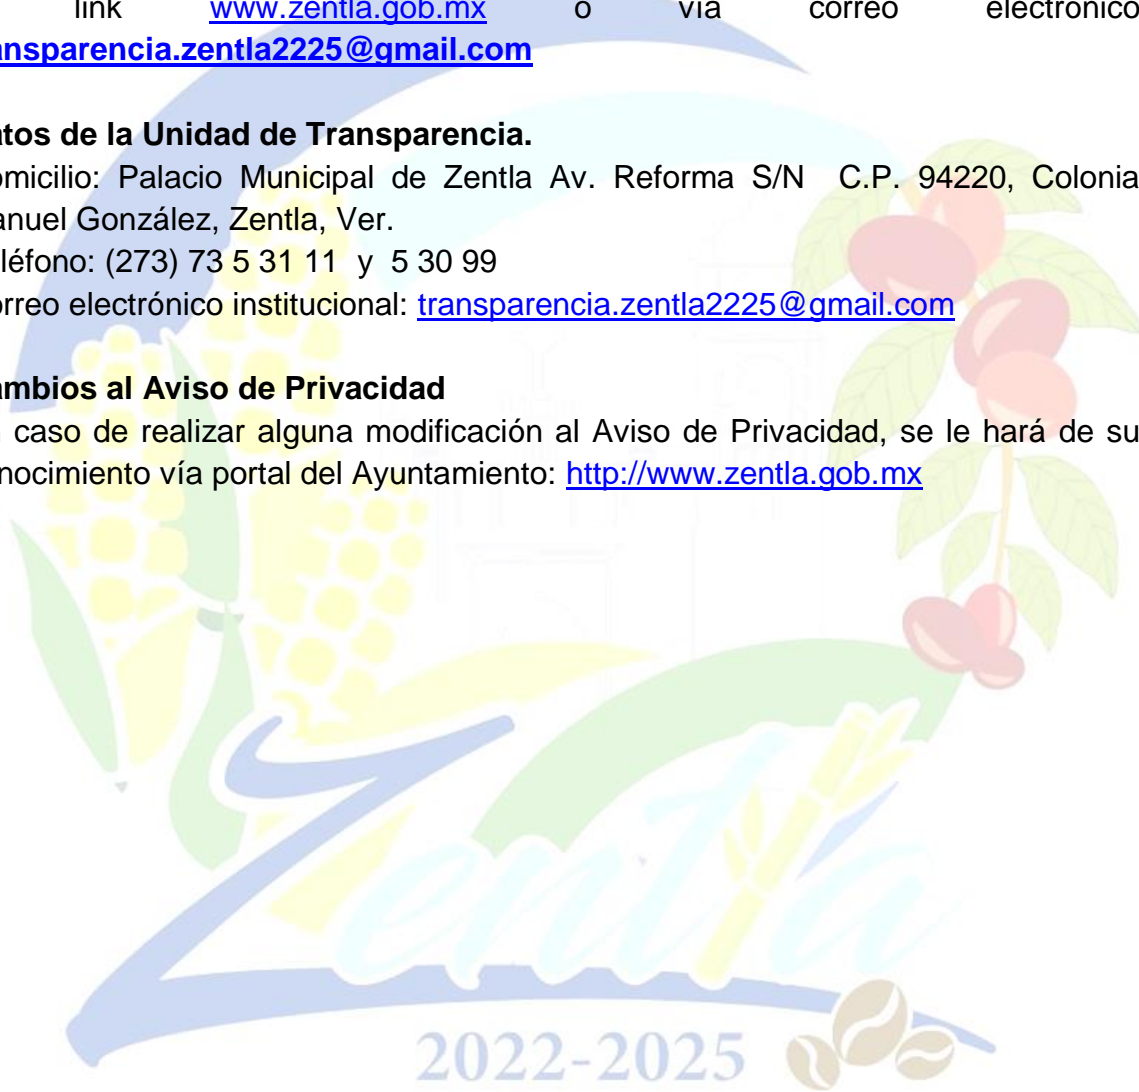 link www.zentla.gob.mx o vía correo electrónico
ansparencia.zentla2225@gmail.com
atos de la Unidad de Transparencia.
omicilio: Palacio Municipal de Zentla Av. Reforma S/N C.P. 94220, Colonia
anuel González, Zentla, Ver.
léfono: (273) 73 5 31 11 y 5 30 99
orreo electrónico institucional: transparencia.zentla2225@gmail.com
ambios al Aviso de Privacidad
caso de realizar alguna modificación al Aviso de Privacidad, se le hará de su
nocimiento vía portal del Ayuntamiento: http://www.zentla.gob.mx
Zentla
2022-2025